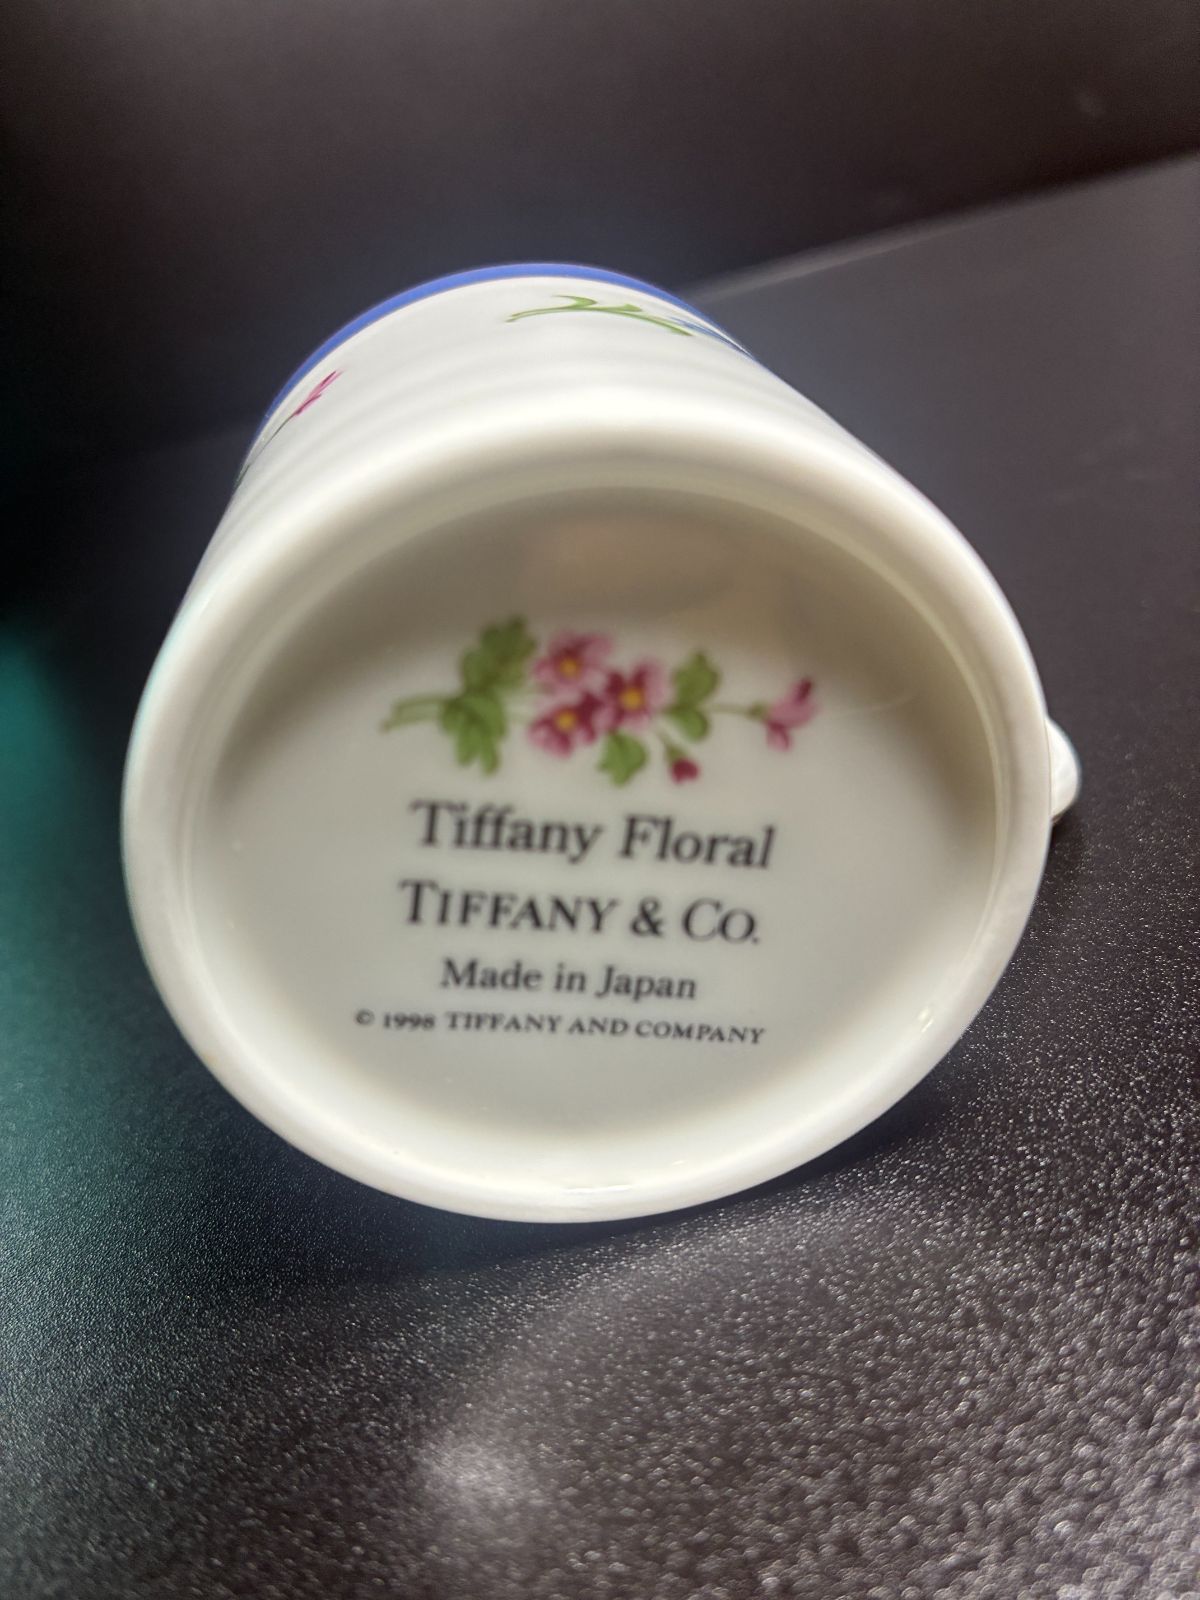 Tiffany Floral
TIFFANY & CO.
Made in Japan
© 1998 TIFFANY AND COMPANY